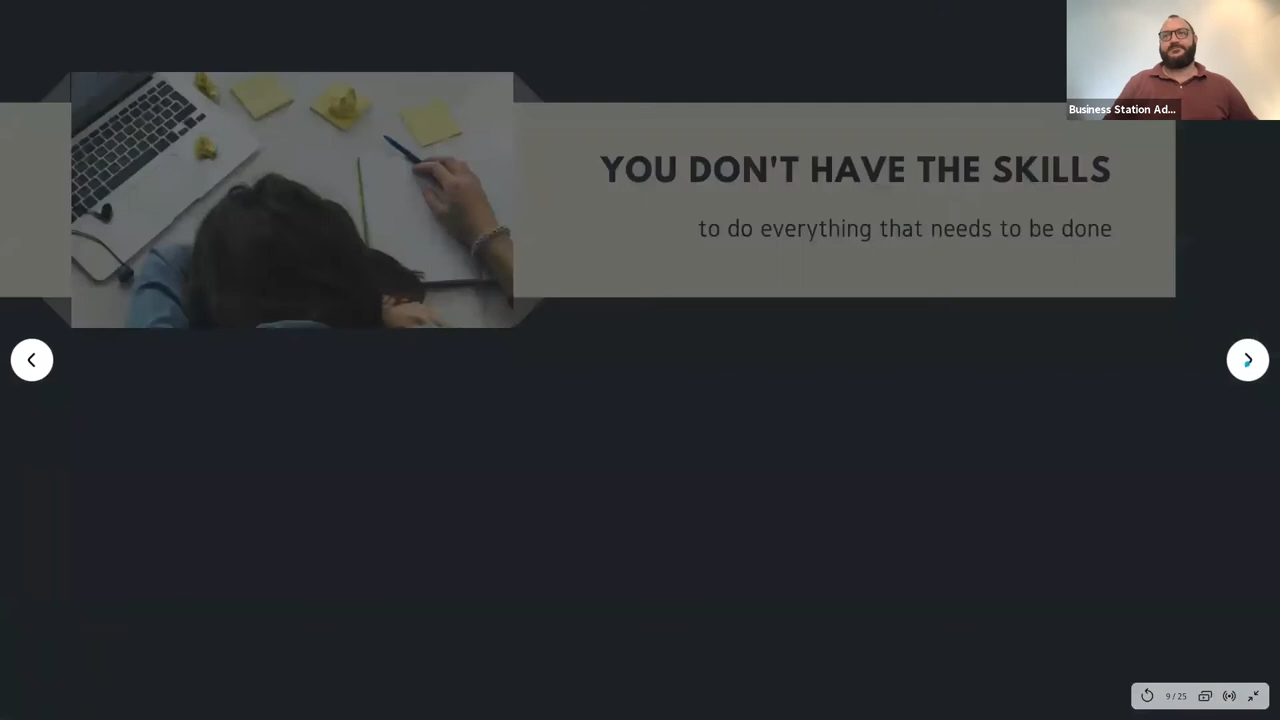 Business Station Ad...
YOU DON'T HAVE THE SKILLS
to do everything that needs to be done
9 / 25